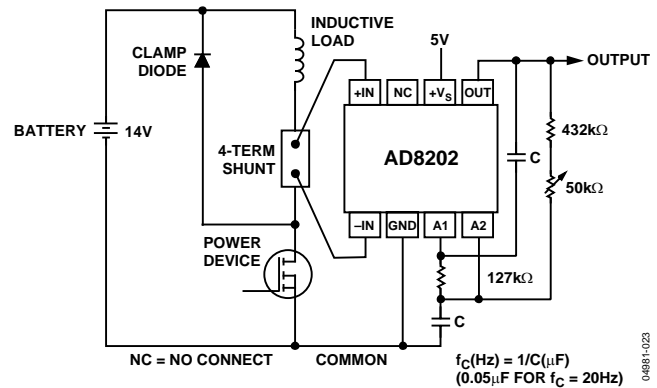 INDUCTIVE
LOAD
CLAMP
DIODE
5V
OUTPUT
+IN
NC
+VS
OUT
BATTERY
14V
4-TERM
SHUNT
AD8202
C
432kΩ
50kΩ
–IN
GND
A1
A2
POWER
DEVICE
127kΩ
C
NC = NO CONNECT
COMMON
fC(Hz) = 1/C(μF)
(0.05μF FOR fC = 20Hz)
04981-023